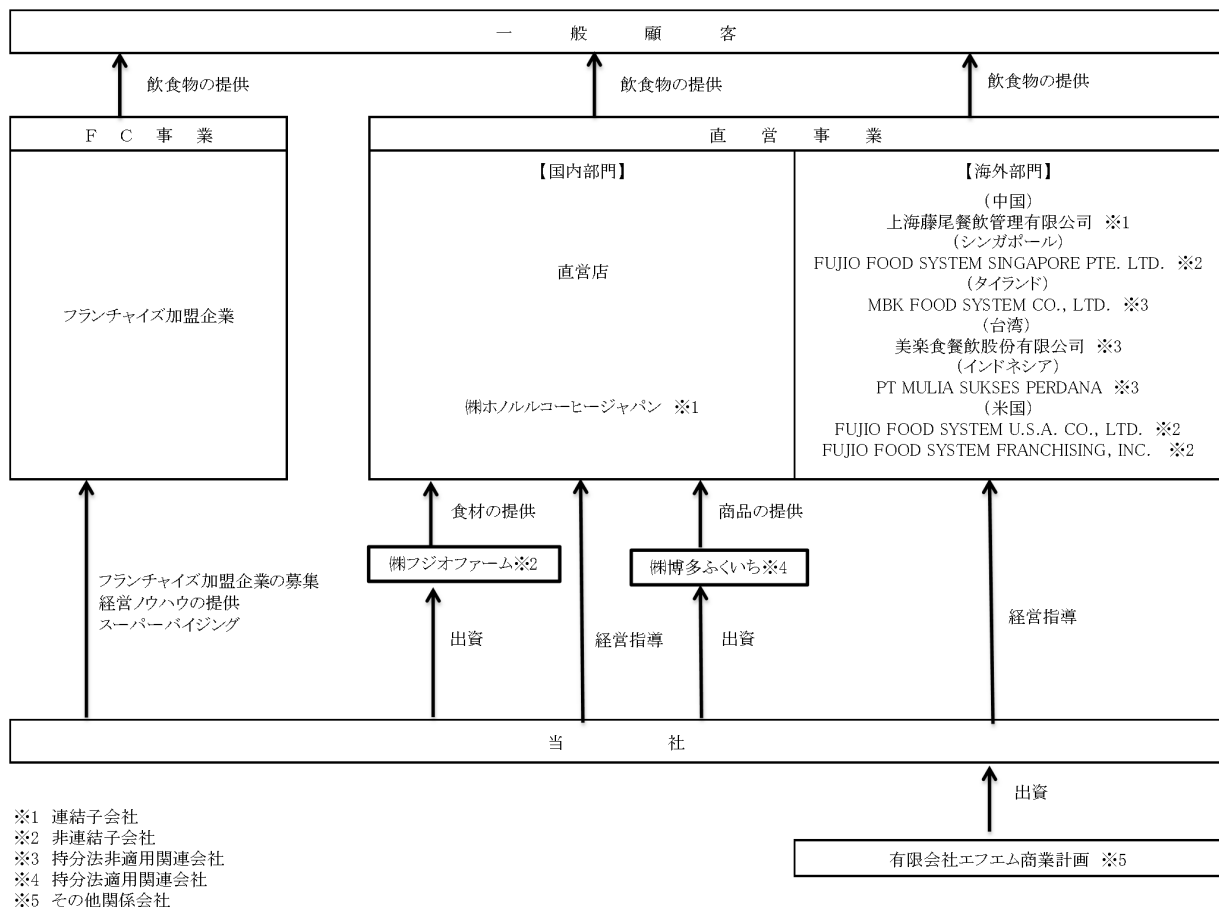 一般顧客
飲食物の提供
飲食物の提供
飲食物の提供
FC事業
フランチャイズ加盟企業
直営事業
【国内部門】
直営店
㈱ホノルルコーヒージャパン ※1
【海外部門】
(中国)
上海藤尾餐飲管理有限公司 ※1
(シンガポール)
FUJIO FOOD SYSTEM SINGAPORE PTE. LTD. ※2
(タイランド)
MBK FOOD SYSTEM CO., LTD. ※3
(台湾)
美楽食餐飲股份有限公司 ※3
(インドネシア)
PT MULIA SUKSES PERDANA ※3
(米国)
FUJIO FOOD SYSTEM U.S.A. CO., LTD. ※2
FUJIO FOOD SYSTEM FRANCHISING, INC. ※2
食材の提供
商品の提供
㈱フジオファーム※2
㈱博多ふくいち※4
フランチャイズ加盟企業の募集
経営ノウハウの提供
スーパーバイジング
出資
経営指導
出資
経営指導
当社
出資
有限会社エフエム商業計画 ※5
※1 連結子会社
※2 非連結子会社
※3 持分法非適用関連会社
※4 持分法適用関連会社
※5 その他関係会社